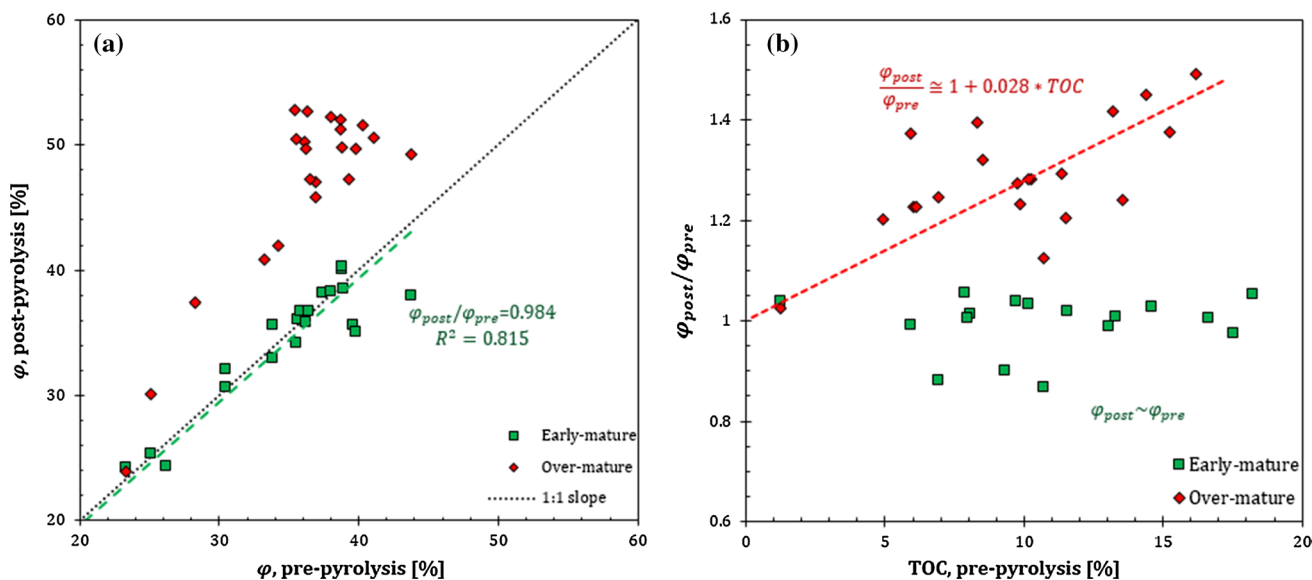 (a)
60
50
40
30
20
20
30
40
50
60
φ, post-pyrolysis [%]
φ, pre-pyrolysis [%]
φpost/φpre=0.984
R² = 0.815
Early-mature
Over-mature
1:1 slope
(b)
1.6
1.4
1.2
1
0.8
0.6
0
5
10
15
20
φpost/φpre
TOC, pre-pyrolysis [%]
φpost
φpre ≅ 1 + 0.028 * TOC
φpost~φpre
Early-mature
Over-mature